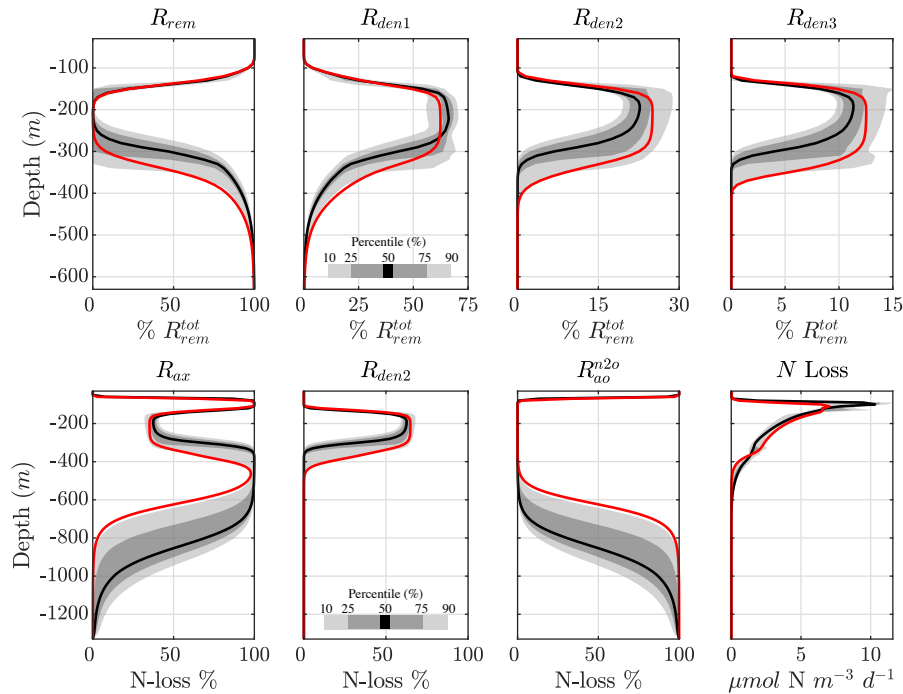 R_rem R_den1 R_den2 R_den3
-100
-200
-300
-400
-500
-600
Depth (m)
Percentile (%)
10 25 50 75 90
0 50 100 0 25 50 75 0 15 30 0 5 10 15
% R_rem^tot % R_rem^tot % R_rem^tot % R_rem^tot
R_ax R_den2 R_ao^n2o N Loss
-200
-400
-600
-800
-1000
-1200
Depth (m)
Percentile (%)
10 25 50 75 90
0 50 100 0 50 100 0 50 100 0 5 10
N-loss % N-loss % N-loss % μmol N m⁻³ d⁻¹